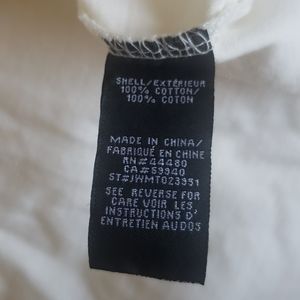 SHELL/EXTÉRIEUR
100% COTTON/
100% COTON
MADE IN CHINA/
FABRIQUÉ EN CHINE
RN#44480
CA#59940
ST#JWMT023951
SEE REVERSE FOR
CARE VOIR LES
INSTRUCTIONS D'
ENTRETIEN AUDOS